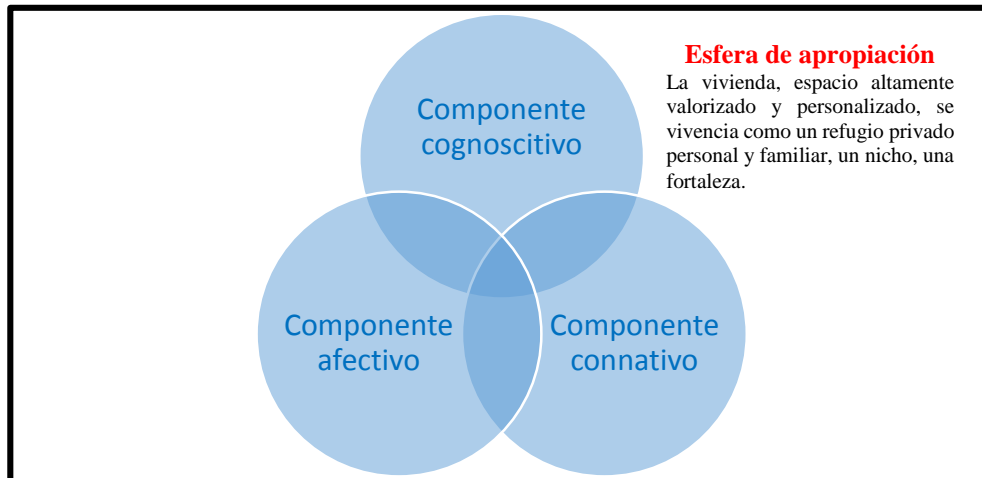 Esfera de apropiación
La vivienda, espacio altamente
valorizado y personalizado, se
vivencia como un refugio privado
personal y familiar, un nicho, una
fortaleza.
Componente
cognoscitivo
Componente
afectivo
Componente
connativo